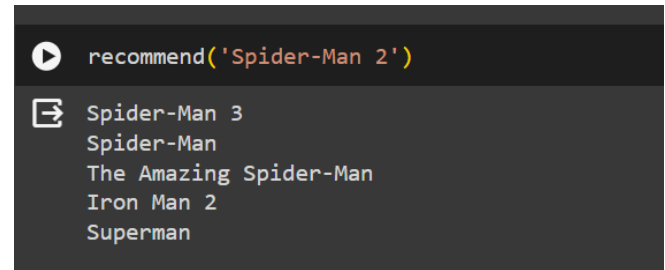 recommend('Spider-Man 2')
Spider-Man 3
Spider-Man
The Amazing Spider-Man
Iron Man 2
Superman